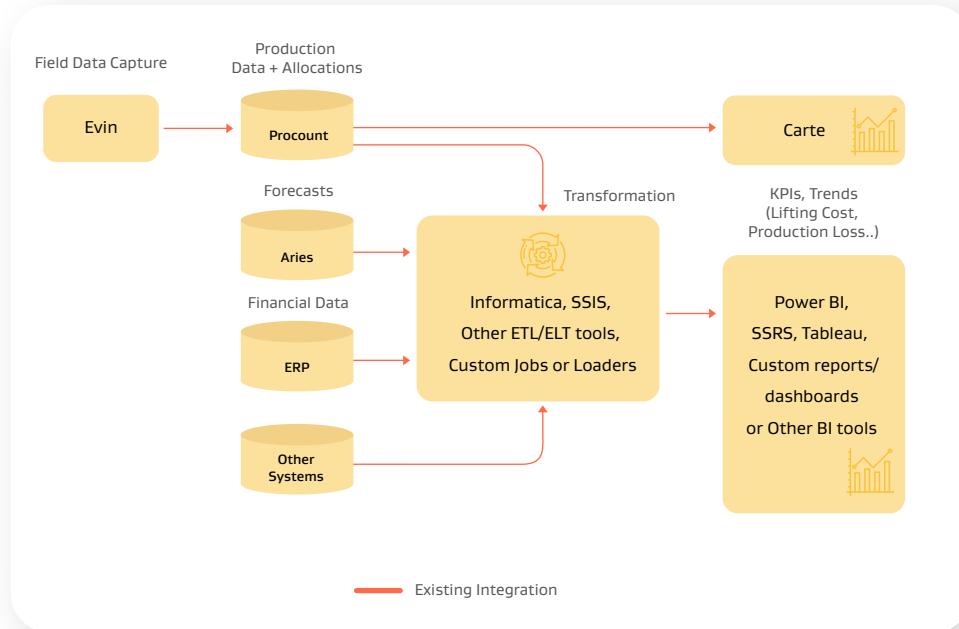 Field Data Capture
Evin
Production
Data + Allocations
Procount
Carte
Forecasts
Aries
Financial Data
ERP
Other
Systems
Transformation
Informatica, SSIS,
Other ETL/ELT tools,
Custom Jobs or Loaders
KPIs, Trends
(Lifting Cost,
Production Loss..)
Power BI,
SSRS, Tableau,
Custom reports/
dashboards
or Other BI tools
Existing Integration